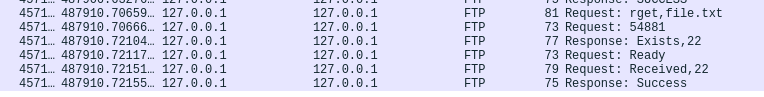 4571… 487910.70659… 127.0.0.1 127.0.0.1 FTP 81 Request: rget,file.txt
4571… 487910.70666… 127.0.0.1 127.0.0.1 FTP 73 Request: 54881
4571… 487910.72104… 127.0.0.1 127.0.0.1 FTP 77 Response: Exists,22
4571… 487910.72117… 127.0.0.1 127.0.0.1 FTP 73 Request: Ready
4571… 487910.72151… 127.0.0.1 127.0.0.1 FTP 79 Request: Received,22
4571… 487910.72155… 127.0.0.1 127.0.0.1 FTP 75 Response: Success